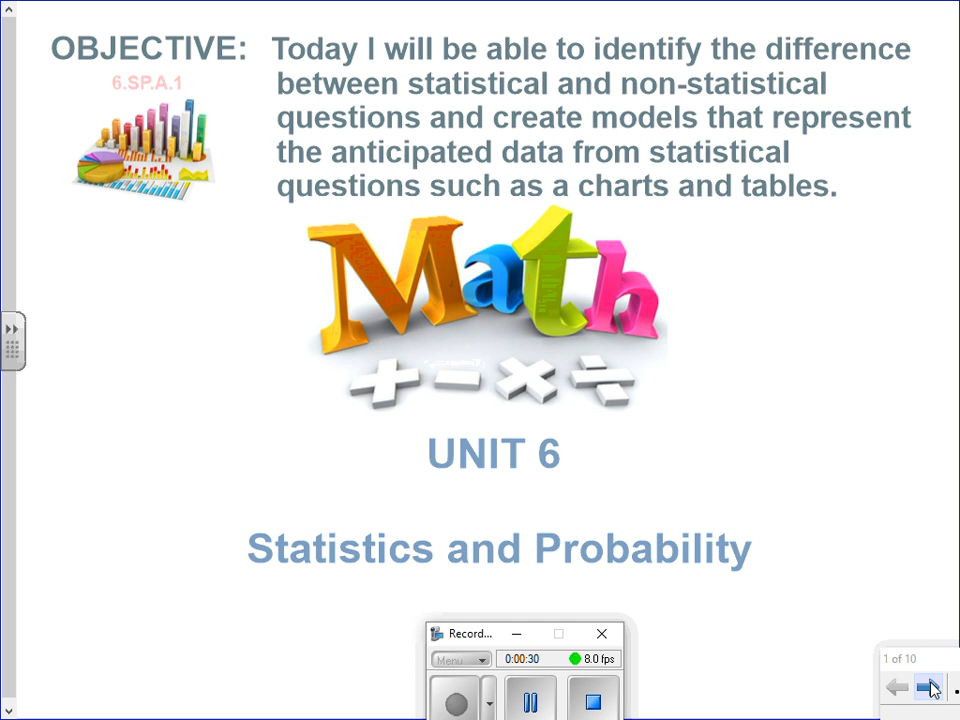 OBJECTIVE: Today I will be able to identify the difference
6.SP.A.1 between statistical and non-statistical
questions and create models that represent
the anticipated data from statistical
questions such as a charts and tables.
Math
+ − × ÷
UNIT 6
Statistics and Probability
Record...
Menu 0:00:30 8.0 fps
1 of 10